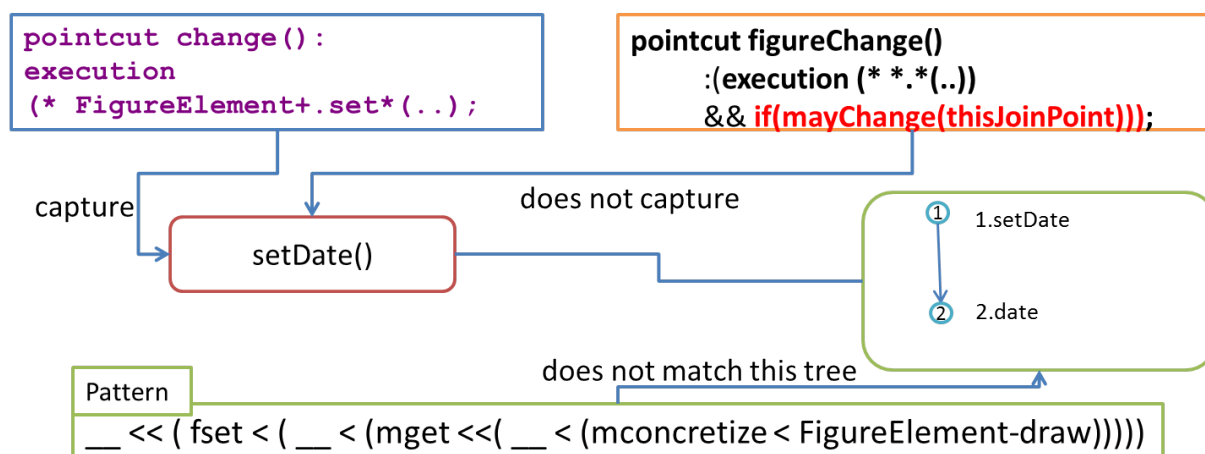 pointcut change():
execution
(* FigureElement+.set*(..);
pointcut figureChange()
:(execution (* *.*(..))
&& if(mayChange(thisJoinPoint)));
capture
does not capture
setDate()
1
1.setDate
2
2.date
does not match this tree
Pattern
__ << ( fset < ( __ < (mget <<( __ < (mconcretize < FigureElement-draw)))))